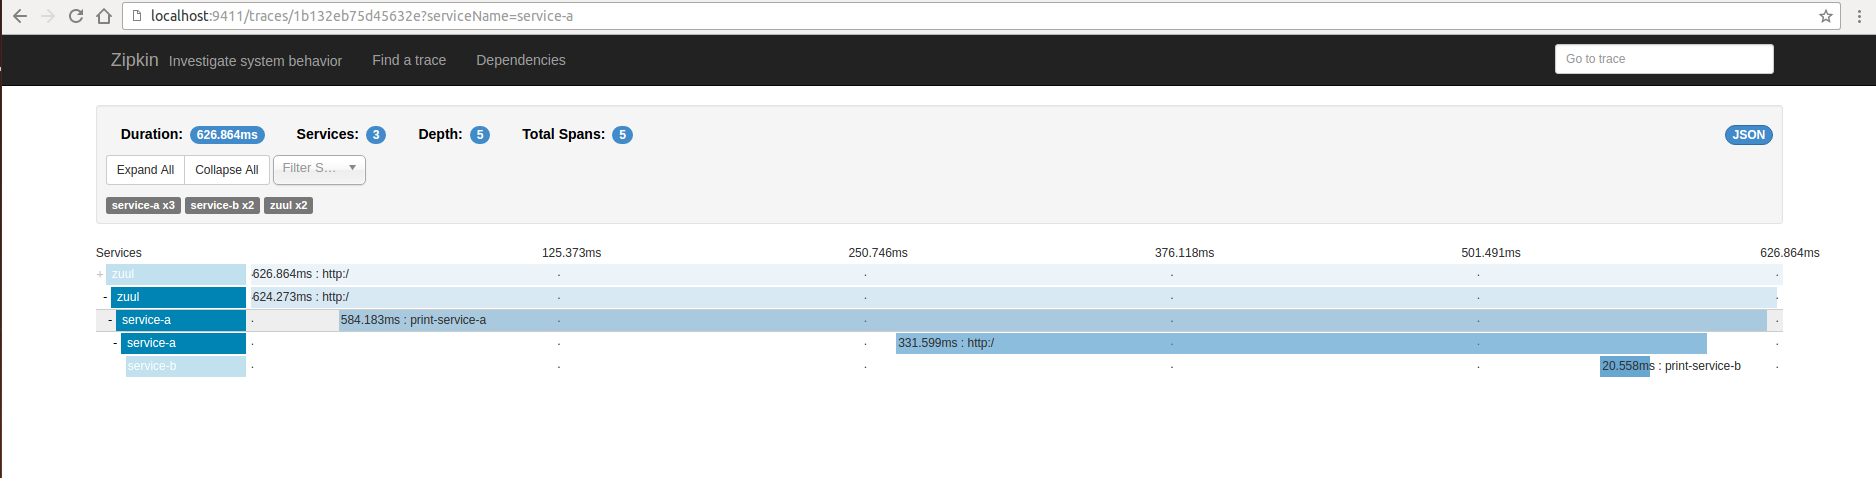 localhost:9411/traces/1b132eb75d45632e?serviceName=service-a
Zipkin Investigate system behavior Find a trace Dependencies Go to trace
Duration: 626.864ms Services: 3 Depth: 5 Total Spans: 5 JSON
Expand All Collapse All Filter S...
service-a x3 service-b x2 zuul x2
Services 125.373ms 250.746ms 376.118ms 501.491ms 626.864ms
+ zuul 626.864ms : http:/
- zuul 624.273ms : http:/
- service-a 584.183ms : print-service-a
- service-a 331.599ms : http:/
service-b 20.558ms : print-service-b